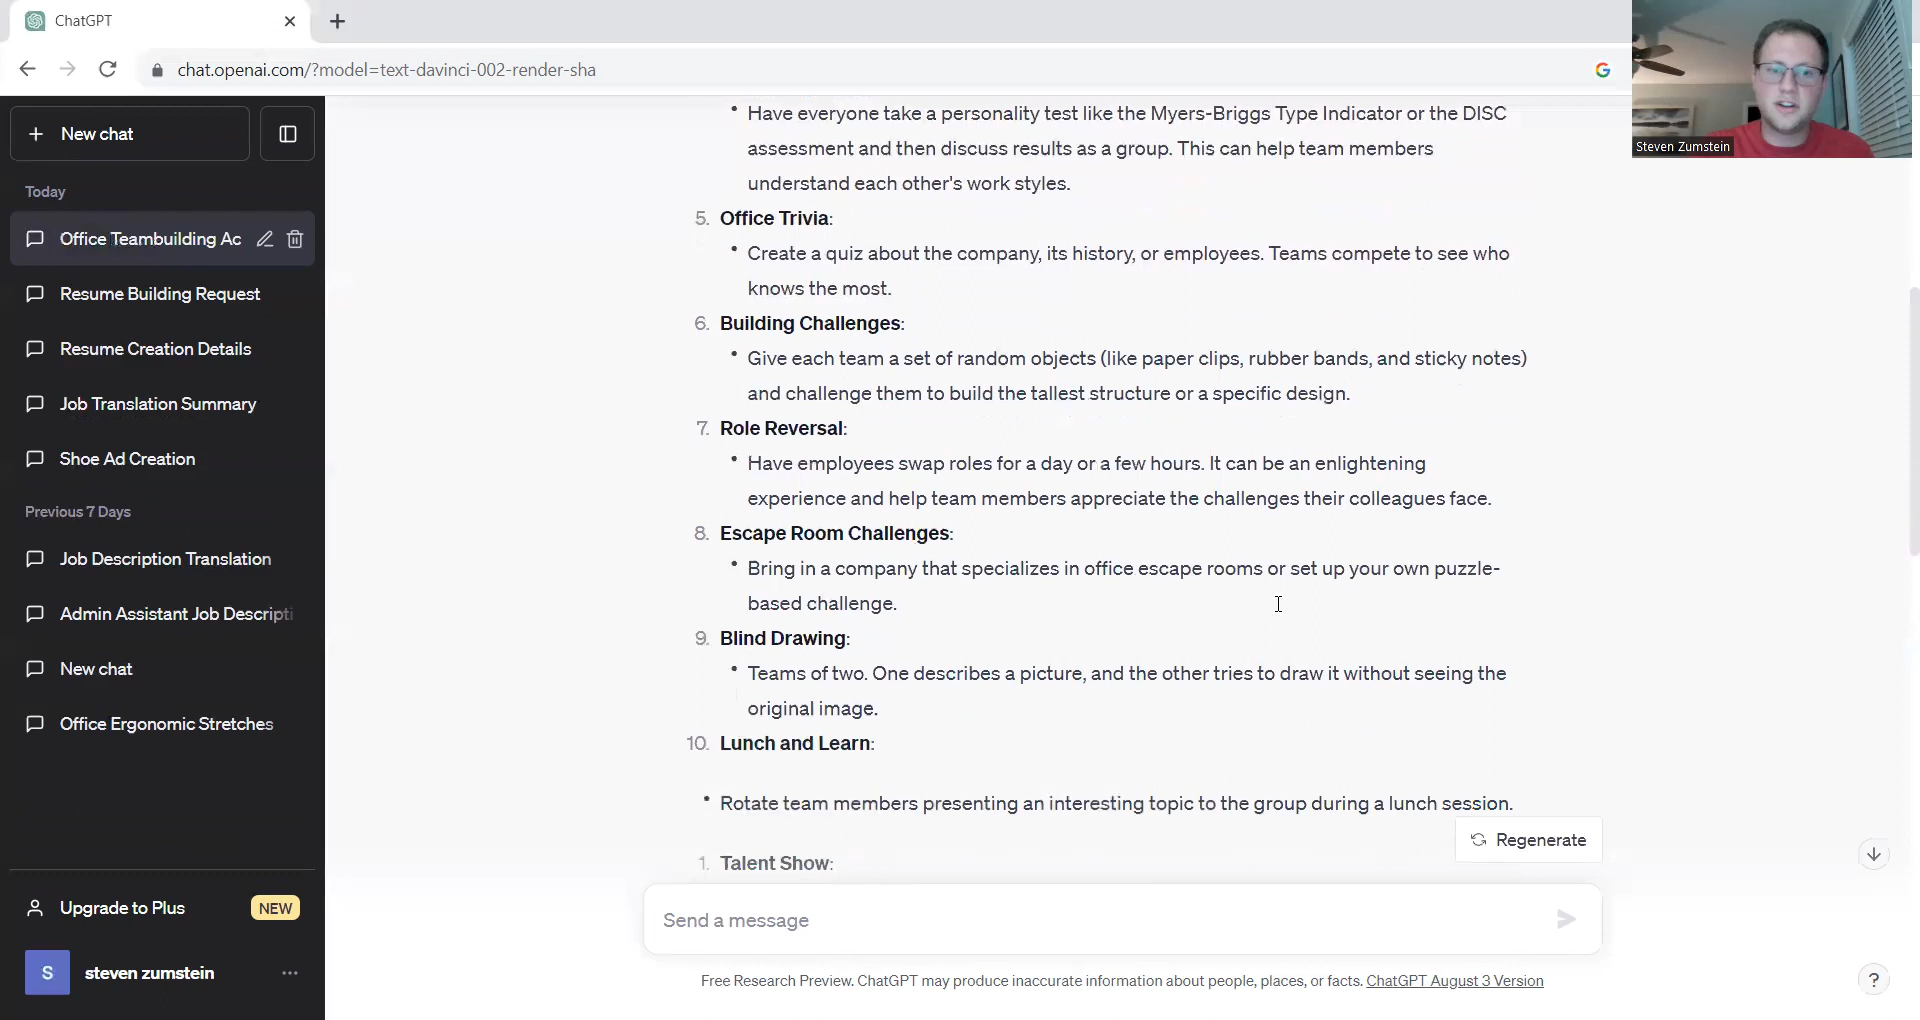 ChatGPT
chat.openai.com/?model=text-davinci-002-render-sha
Steven Zumstein
New chat
Today
Office Teambuilding Ac
Resume Building Request
Resume Creation Details
Job Translation Summary
Shoe Ad Creation
Previous 7 Days
Job Description Translation
Admin Assistant Job Descripti
New chat
Office Ergonomic Stretches
Upgrade to Plus NEW
S steven zumstein
• Have everyone take a personality test like the Myers-Briggs Type Indicator or the DISC
assessment and then discuss results as a group. This can help team members
understand each other's work styles.
5. Office Trivia:
• Create a quiz about the company, its history, or employees. Teams compete to see who
knows the most.
6. Building Challenges:
• Give each team a set of random objects (like paper clips, rubber bands, and sticky notes)
and challenge them to build the tallest structure or a specific design.
7. Role Reversal:
• Have employees swap roles for a day or a few hours. It can be an enlightening
experience and help team members appreciate the challenges their colleagues face.
8. Escape Room Challenges:
• Bring in a company that specializes in office escape rooms or set up your own puzzle-
based challenge.
9. Blind Drawing:
• Teams of two. One describes a picture, and the other tries to draw it without seeing the
original image.
10. Lunch and Learn:
• Rotate team members presenting an interesting topic to the group during a lunch session.
Regenerate
1. Talent Show:
Send a message
Free Research Preview. ChatGPT may produce inaccurate information about people, places, or facts. ChatGPT August 3 Version
?